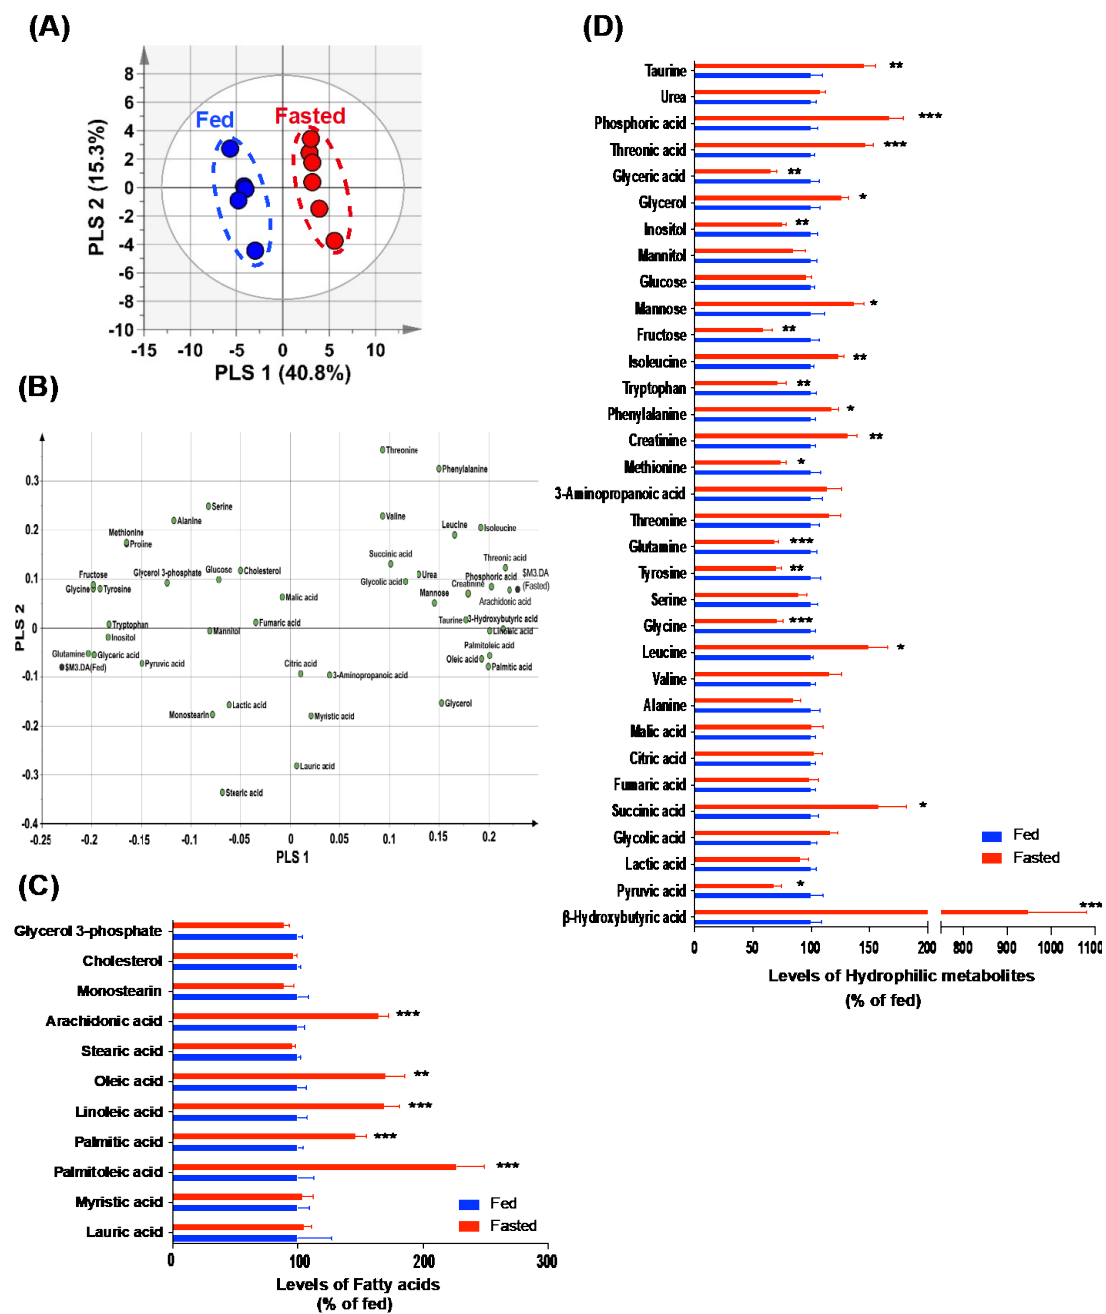 (A)
Fed
Fasted
8
6
4
2
0
-2
-4
-6
-8
-10
-15
-10
-5
0
5
10
PLS 1 (40.8%)
PLS 2 (15.3%)
(B)
Threonine
Phenylalanine
Serine
Alanine
Valine
Leucine
Isoleucine
Methionine
Proline
Succinic acid
Threonic acid
Glucose
Cholesterol
Glycerol 3-phosphate
Fructose
Glycine
Tyrosine
Glycolic acid
Urea
Creatinine
Phosphoric acid
$M3.DA
(Fasted)
Arachidonic acid
Mannose
Malic acid
Fumaric acid
Taurine
3-Hydroxybutyric acid
Linoleic acid
Tryptophan
Inositol
Mannitol
Palmitoleic acid
Oleic acid
Palmitic acid
Glutamine
Glyceric acid
$M3.DA(Fed)
Pyruvic acid
Citric acid
3-Aminopropanoic acid
Glycerol
Lactic acid
Monostearin
Myristic acid
Lauric acid
Stearic acid
0.3
0.2
0.1
0
-0.1
-0.2
-0.3
-0.4
-0.25
-0.2
-0.15
-0.1
-0.05
0
0.05
0.1
0.15
0.2
PLS 1
PLS 2
(C)
Glycerol 3-phosphate
Cholesterol
Monostearin
Arachidonic acid ***
Stearic acid
Oleic acid **
Linoleic acid ***
Palmitic acid ***
Palmitoleic acid ***
Myristic acid
Lauric acid
Fed
Fasted
0
100
200
300
Levels of Fatty acids
(% of fed)
(D)
Taurine **
Urea
Phosphoric acid ***
Threonic acid ***
Glyceric acid **
Glycerol *
Inositol **
Mannitol
Glucose
Mannose *
Fructose **
Isoleucine **
Tryptophan **
Phenylalanine *
Creatinine **
Methionine *
3-Aminopropanoic acid
Threonine
Glutamine ***
Tyrosine **
Serine
Glycine ***
Leucine *
Valine
Alanine
Malic acid
Citric acid
Fumaric acid
Succinic acid *
Glycolic acid
Lactic acid
Pyruvic acid *
β-Hydroxybutyric acid ***
Fed
Fasted
0
50
100
150
200
800
900
1000
1100
Levels of Hydrophilic metabolites
(% of fed)